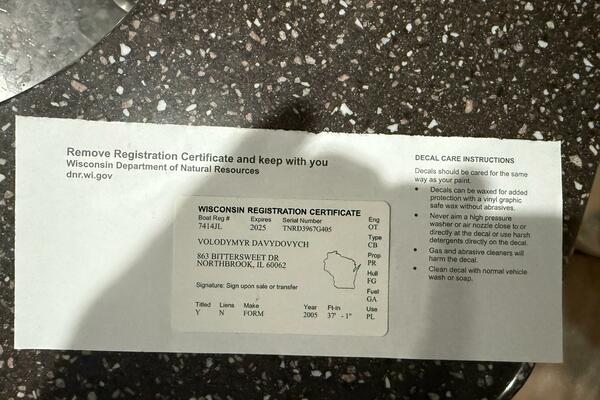 Remove Registration Certificate and keep with you
Wisconsin Department of Natural Resources
dnr.wi.gov
WISCONSIN REGISTRATION CERTIFICATE
Boat Reg # Expires Serial Number
7414JL 2025 TNRD3967G405
VOLODYMYR DAVYDOVYCH
863 BITTERSWEET DR
NORTHBROOK, IL 60062
Signature: Sign upon sale or transfer
Titled Liens Make Year Ft-in
Y N FORM 2005 37' - 1"
Eng
OT
Type
CB
Prop
PR
Hull
FG
Fuel
GA
Use
PL
DECAL CARE INSTRUCTIONS
Decals should be cared for the same
way as your paint.
• Decals can be waxed for added
protection with a vinyl graphic
safe wax without abrasives.
• Never aim a high pressure
washer or air nozzle close to or
directly at the decal or use harsh
detergents directly on the decal.
• Gas and abrasive cleaners will
harm the decal.
• Clean decal with normal vehicle
wash or soap.